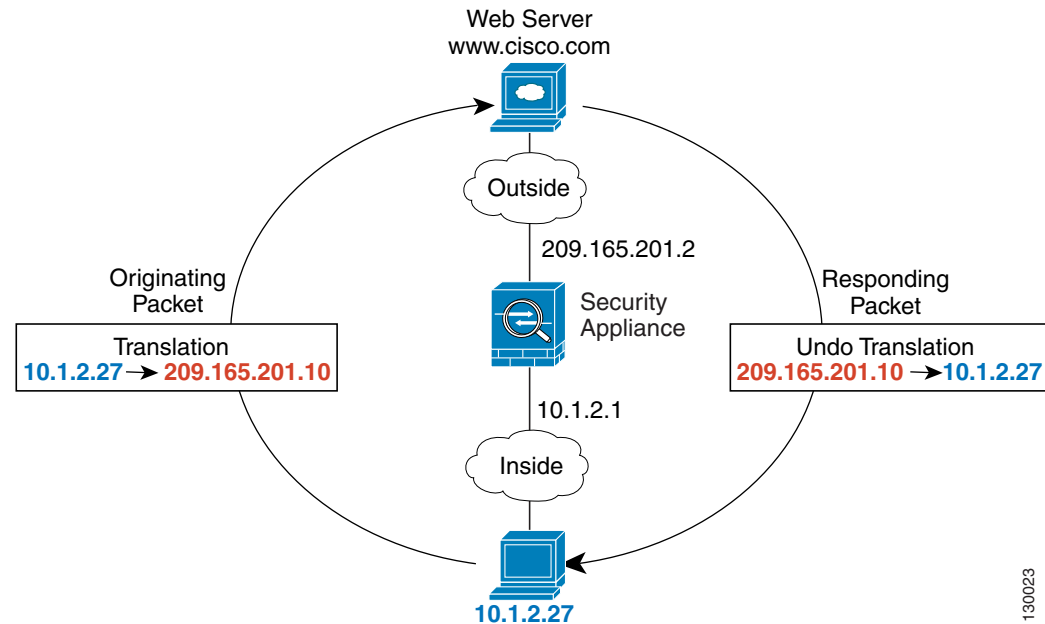 Web Server
www.cisco.com
Outside
209.165.201.2
Originating
Packet
Translation
10.1.2.27 → 209.165.201.10
Security
Appliance
Responding
Packet
Undo Translation
209.165.201.10 → 10.1.2.27
10.1.2.1
Inside
10.1.2.27
130023